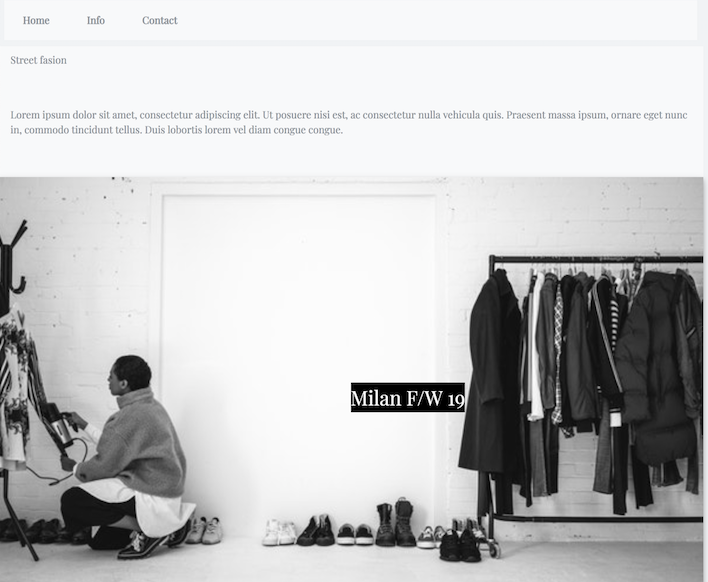 Home Info Contact
Street fasion
Lorem ipsum dolor sit amet, consectetur adipiscing elit. Ut posuere nisi est, ac consectetur nulla vehicula quis. Praesent massa ipsum, ornare eget nunc
in, commodo tincidunt tellus. Duis lobortis lorem vel diam congue congue.
Milan F/W 19